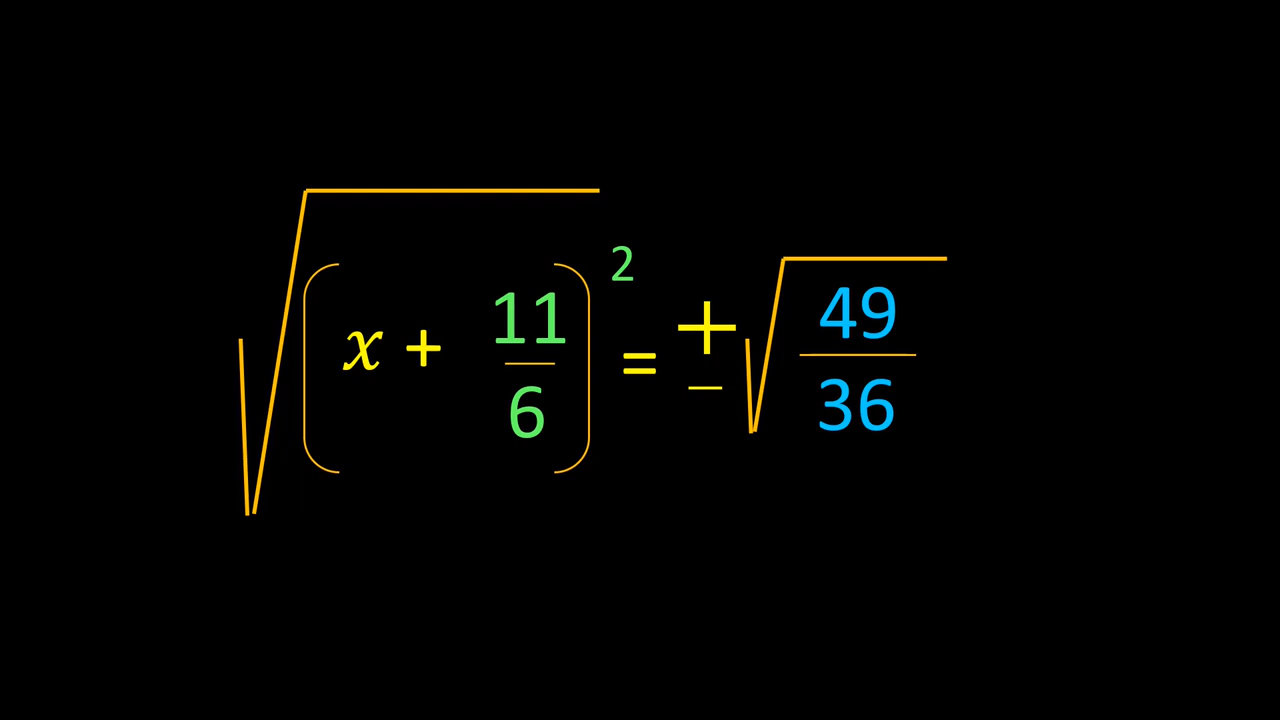 √(x + 11/6)² = ±√49/36